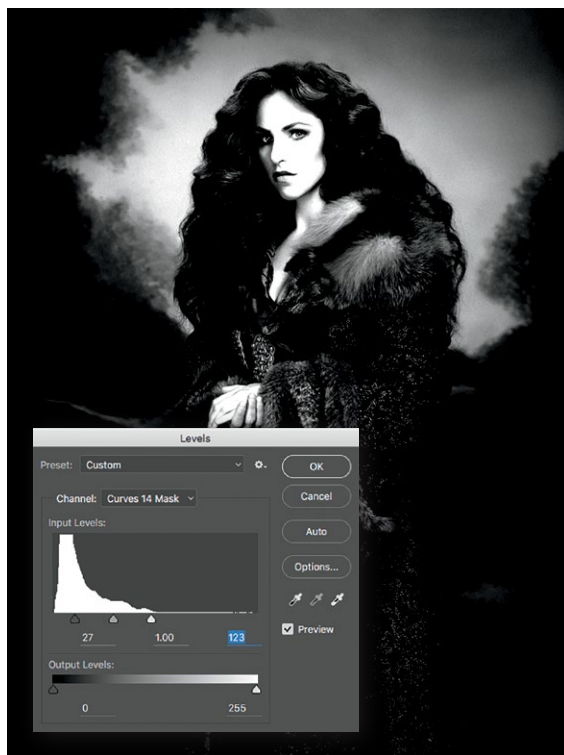 Levels
Preset: Custom
OK
Channel: Curves 14 Mask
Cancel
Input Levels:
Auto
Options...
27 1.00 123
Preview
Output Levels:
0 255